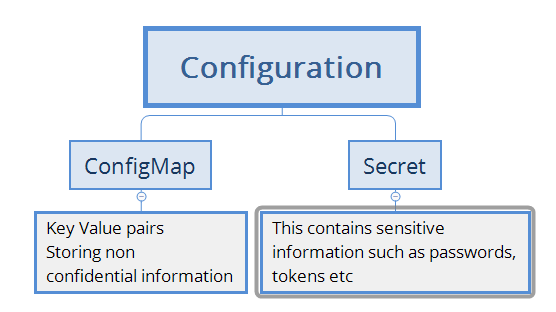 Configuration
ConfigMap
Secret
Key Value pairs
Storing non
confidential information
This contains sensitive
information such as passwords,
tokens etc